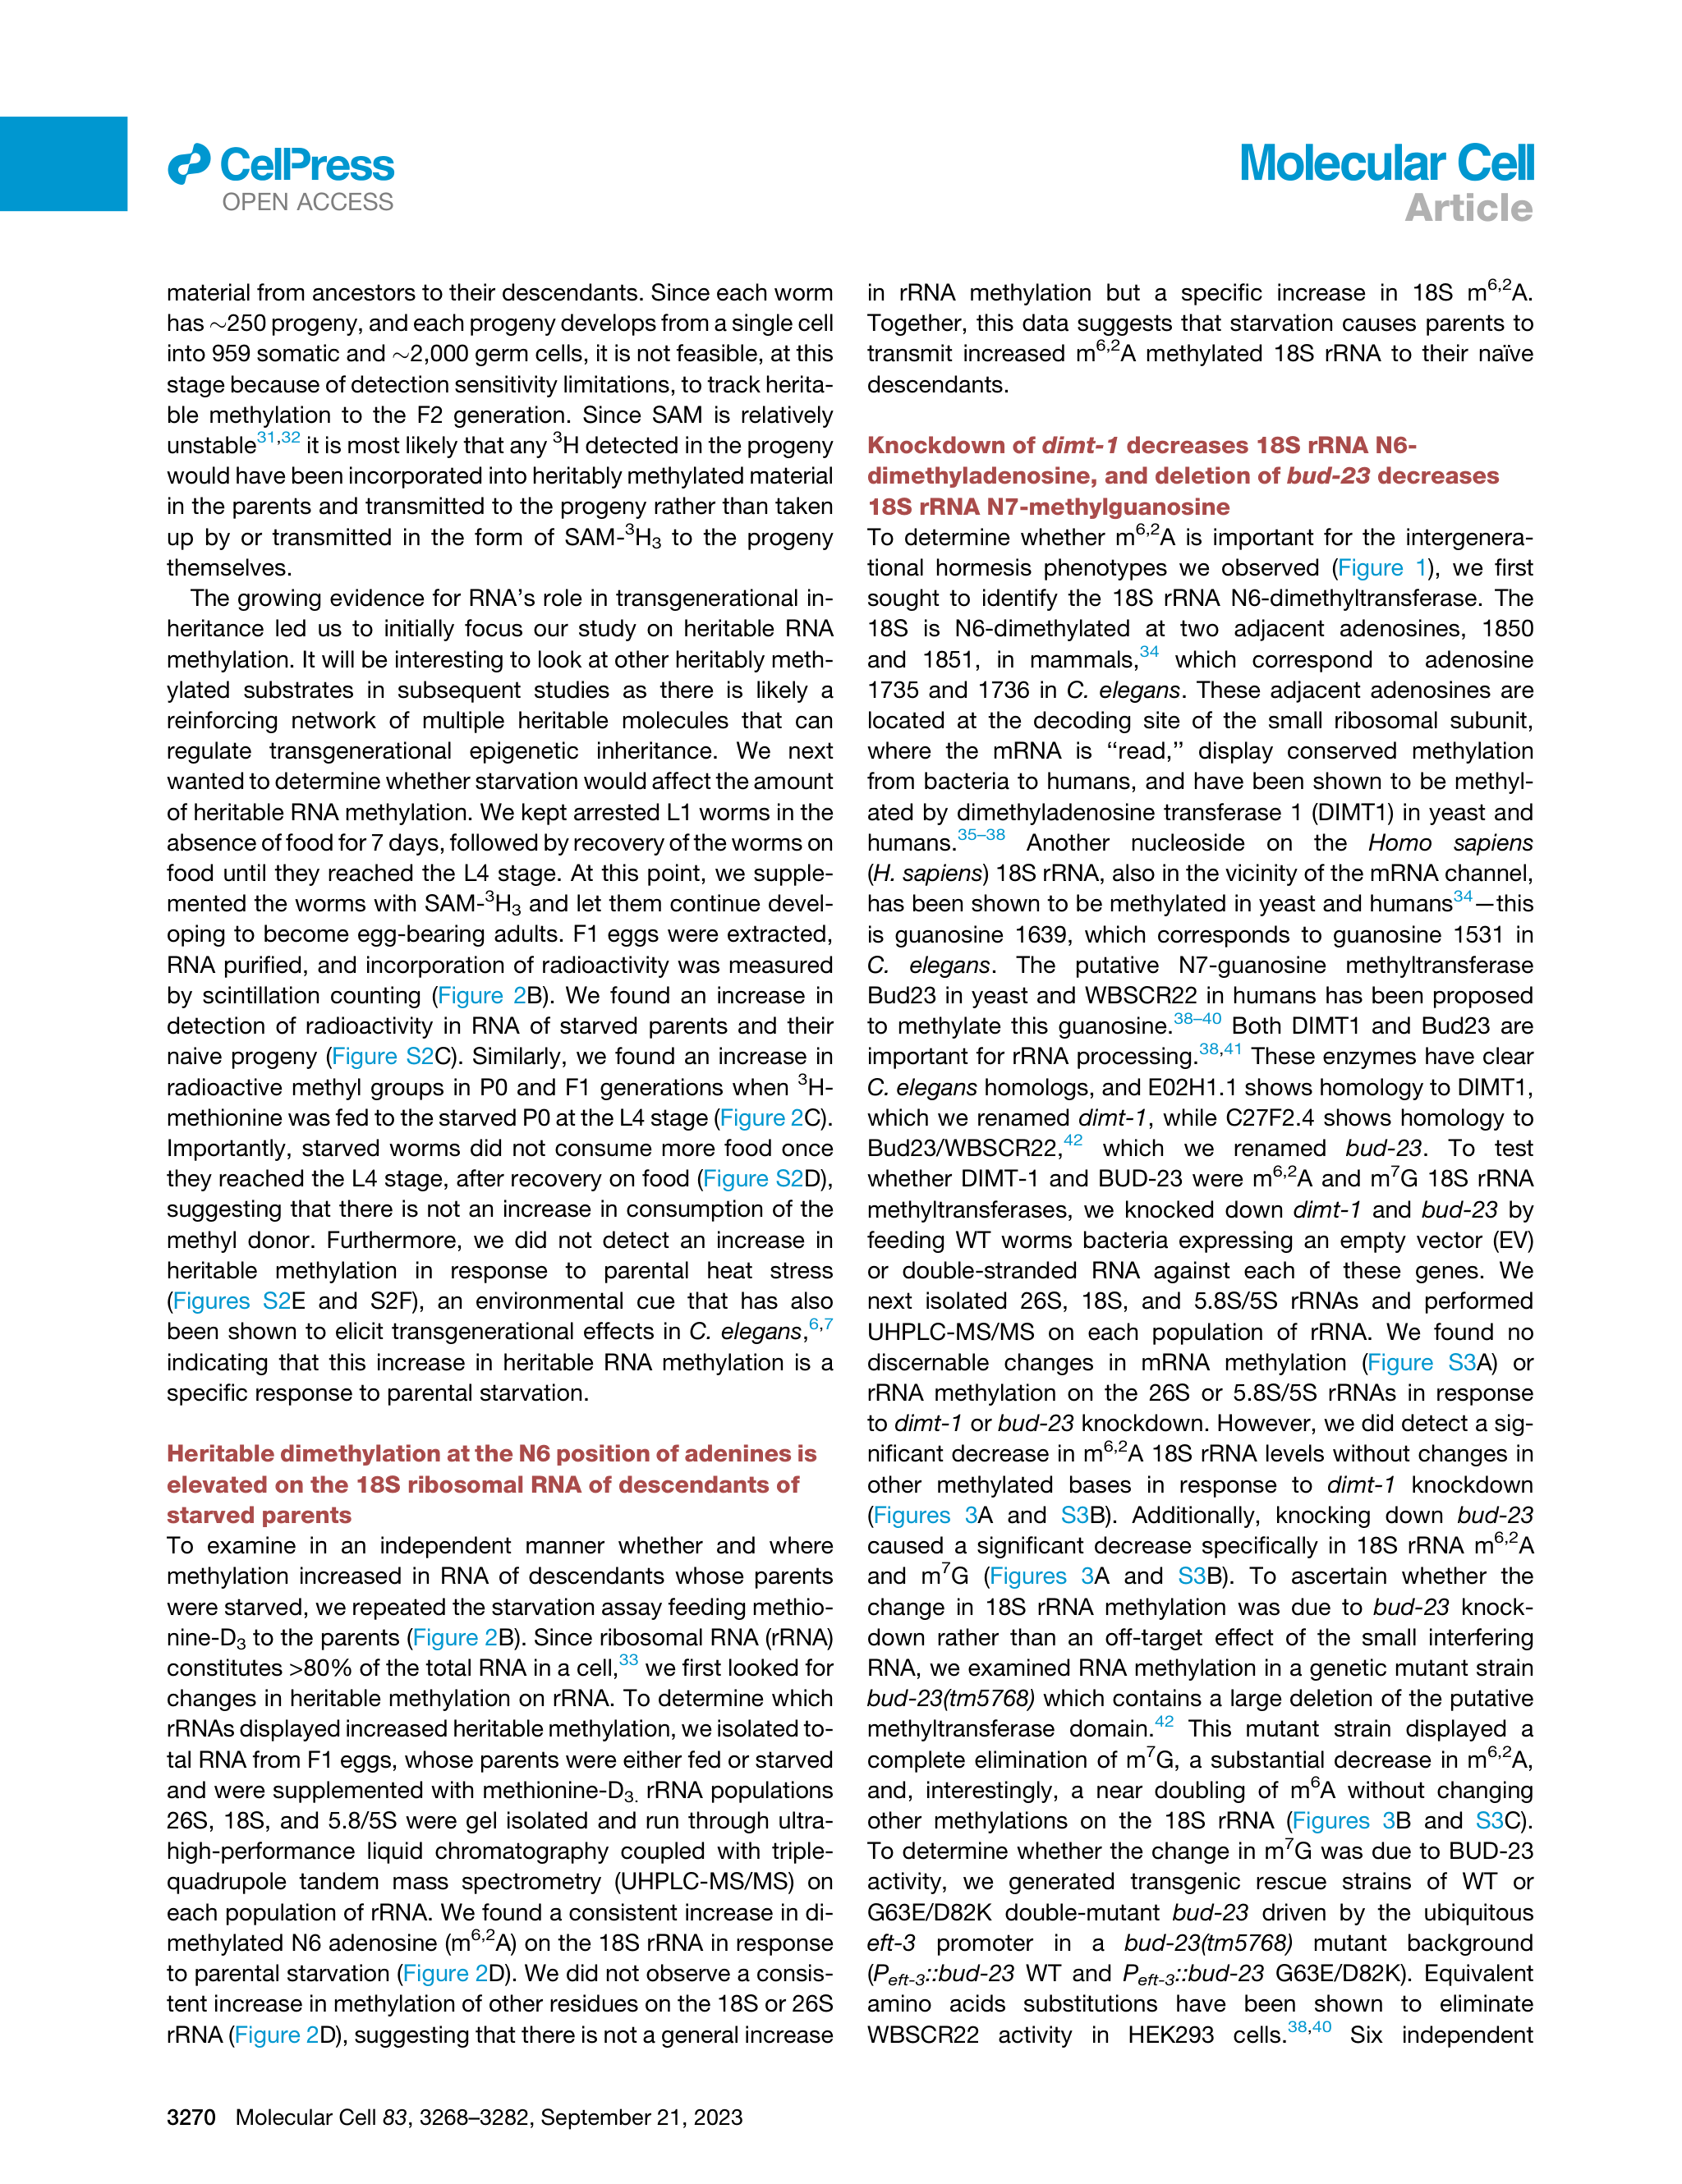 CellPress
OPEN ACCESS
Molecular Cell
Article
material from ancestors to their descendants. Since each worm
has ~250 progeny, and each progeny develops from a single cell
into 959 somatic and ~2,000 germ cells, it is not feasible, at this
stage because of detection sensitivity limitations, to track herita-
ble methylation to the F2 generation. Since SAM is relatively
unstable31,32 it is most likely that any 3H detected in the progeny
would have been incorporated into heritably methylated material
in the parents and transmitted to the progeny rather than taken
up by or transmitted in the form of SAM-3H3 to the progeny
themselves.
The growing evidence for RNA's role in transgenerational in-
heritance led us to initially focus our study on heritable RNA
methylation. It will be interesting to look at other heritably meth-
ylated substrates in subsequent studies as there is likely a
reinforcing network of multiple heritable molecules that can
regulate transgenerational epigenetic inheritance. We next
wanted to determine whether starvation would affect the amount
of heritable RNA methylation. We kept arrested L1 worms in the
absence of food for 7 days, followed by recovery of the worms on
food until they reached the L4 stage. At this point, we supple-
mented the worms with SAM-3H3 and let them continue devel-
oping to become egg-bearing adults. F1 eggs were extracted,
RNA purified, and incorporation of radioactivity was measured
by scintillation counting (Figure 2B). We found an increase in
detection of radioactivity in RNA of starved parents and their
naive progeny (Figure S2C). Similarly, we found an increase in
radioactive methyl groups in P0 and F1 generations when 3H-
methionine was fed to the starved P0 at the L4 stage (Figure 2C).
Importantly, starved worms did not consume more food once
they reached the L4 stage, after recovery on food (Figure S2D),
suggesting that there is not an increase in consumption of the
methyl donor. Furthermore, we did not detect an increase in
heritable methylation in response to parental heat stress
(Figures S2E and S2F), an environmental cue that has also
been shown to elicit transgenerational effects in C. elegans,6,7
indicating that this increase in heritable RNA methylation is a
specific response to parental starvation.
Heritable dimethylation at the N6 position of adenines is
elevated on the 18S ribosomal RNA of descendants of
starved parents
To examine in an independent manner whether and where
methylation increased in RNA of descendants whose parents
were starved, we repeated the starvation assay feeding methio-
nine-D3 to the parents (Figure 2B). Since ribosomal RNA (rRNA)
constitutes >80% of the total RNA in a cell,33 we first looked for
changes in heritable methylation on rRNA. To determine which
rRNAs displayed increased heritable methylation, we isolated to-
tal RNA from F1 eggs, whose parents were either fed or starved
and were supplemented with methionine-D3. rRNA populations
26S, 18S, and 5.8/5S were gel isolated and run through ultra-
high-performance liquid chromatography coupled with triple-
quadrupole tandem mass spectrometry (UHPLC-MS/MS) on
each population of rRNA. We found a consistent increase in di-
methylated N6 adenosine (m6,2A) on the 18S rRNA in response
to parental starvation (Figure 2D). We did not observe a consis-
tent increase in methylation of other residues on the 18S or 26S
rRNA (Figure 2D), suggesting that there is not a general increase
in rRNA methylation but a specific increase in 18S m6,2A.
Together, this data suggests that starvation causes parents to
transmit increased m6,2A methylated 18S rRNA to their naïve
descendants.
Knockdown of dimt-1 decreases 18S rRNA N6-
dimethyladenosine, and deletion of bud-23 decreases
18S rRNA N7-methylguanosine
To determine whether m6,2A is important for the intergenera-
tional hormesis phenotypes we observed (Figure 1), we first
sought to identify the 18S rRNA N6-dimethyltransferase. The
18S is N6-dimethylated at two adjacent adenosines, 1850
and 1851, in mammals,34 which correspond to adenosine
1735 and 1736 in C. elegans. These adjacent adenosines are
located at the decoding site of the small ribosomal subunit,
where the mRNA is "read," display conserved methylation
from bacteria to humans, and have been shown to be methyl-
ated by dimethyladenosine transferase 1 (DIMT1) in yeast and
humans.35–38 Another nucleoside on the Homo sapiens
(H. sapiens) 18S rRNA, also in the vicinity of the mRNA channel,
has been shown to be methylated in yeast and humans34—this
is guanosine 1639, which corresponds to guanosine 1531 in
C. elegans. The putative N7-guanosine methyltransferase
Bud23 in yeast and WBSCR22 in humans has been proposed
to methylate this guanosine.38–40 Both DIMT1 and Bud23 are
important for rRNA processing.38,41 These enzymes have clear
C. elegans homologs, and E02H1.1 shows homology to DIMT1,
which we renamed dimt-1, while C27F2.4 shows homology to
Bud23/WBSCR22,42 which we renamed bud-23. To test
whether DIMT-1 and BUD-23 were m6,2A and m7G 18S rRNA
methyltransferases, we knocked down dimt-1 and bud-23 by
feeding WT worms bacteria expressing an empty vector (EV)
or double-stranded RNA against each of these genes. We
next isolated 26S, 18S, and 5.8S/5S rRNAs and performed
UHPLC-MS/MS on each population of rRNA. We found no
discernable changes in mRNA methylation (Figure S3A) or
rRNA methylation on the 26S or 5.8S/5S rRNAs in response
to dimt-1 or bud-23 knockdown. However, we did detect a sig-
nificant decrease in m6,2A 18S rRNA levels without changes in
other methylated bases in response to dimt-1 knockdown
(Figures 3A and S3B). Additionally, knocking down bud-23
caused a significant decrease specifically in 18S rRNA m6,2A
and m7G (Figures 3A and S3B). To ascertain whether the
change in 18S rRNA methylation was due to bud-23 knock-
down rather than an off-target effect of the small interfering
RNA, we examined RNA methylation in a genetic mutant strain
bud-23(tm5768) which contains a large deletion of the putative
methyltransferase domain.42 This mutant strain displayed a
complete elimination of m7G, a substantial decrease in m6,2A,
and, interestingly, a near doubling of m6A without changing
other methylations on the 18S rRNA (Figures 3B and S3C).
To determine whether the change in m7G was due to BUD-23
activity, we generated transgenic rescue strains of WT or
G63E/D82K double-mutant bud-23 driven by the ubiquitous
eft-3 promoter in a bud-23(tm5768) mutant background
(Peft-3::bud-23 WT and Peft-3::bud-23 G63E/D82K). Equivalent
amino acids substitutions have been shown to eliminate
WBSCR22 activity in HEK293 cells.38,40 Six independent
3270 Molecular Cell 83, 3268–3282, September 21, 2023